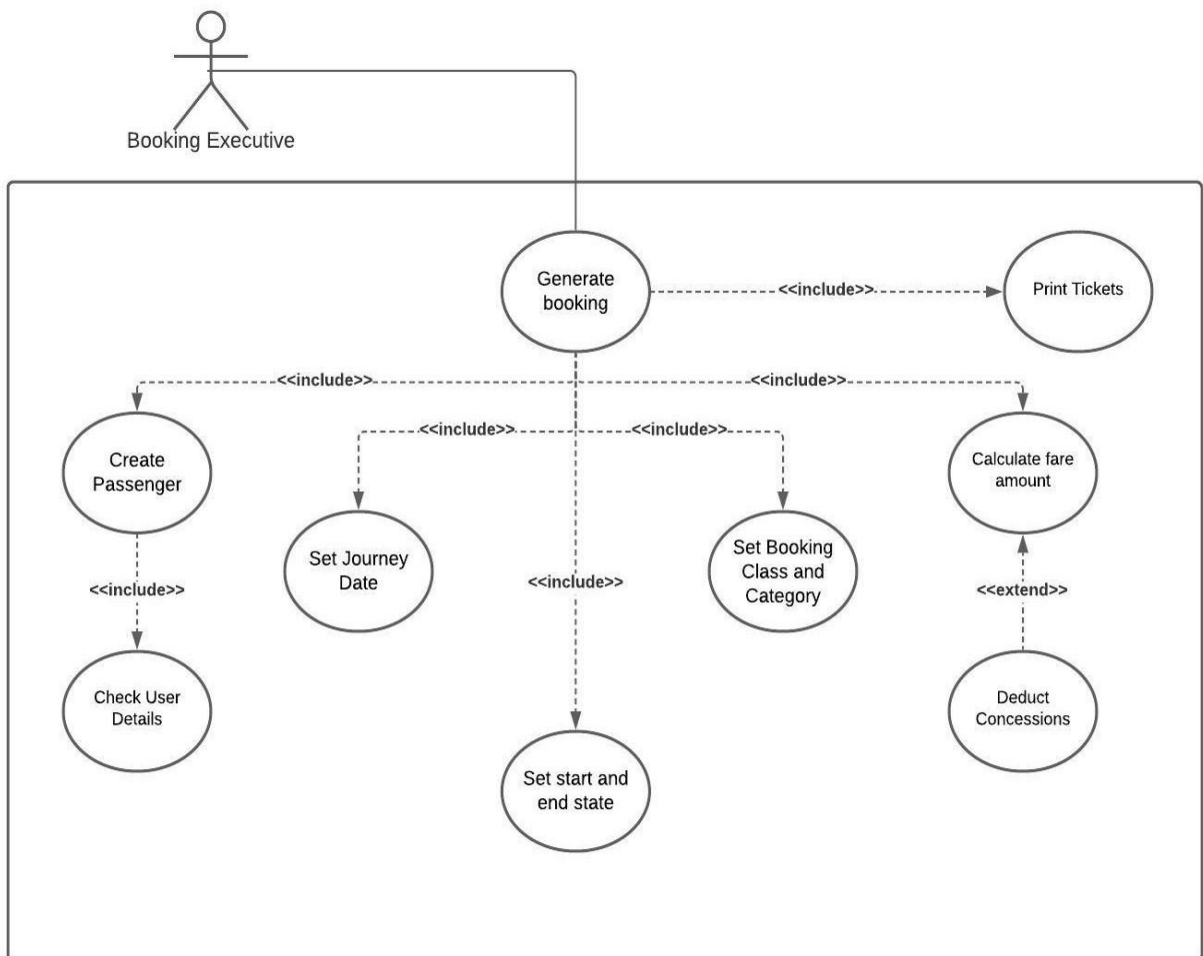 Booking Executive
Generate
booking
<<include>>
Print Tickets
<<include>>
<<include>>
Create
Passenger
<<include>>
<<include>>
Calculate fare
amount
Set Journey
Date
Set Booking
Class and
Category
<<include>>
<<include>>
<<extend>>
Check User
Details
Deduct
Concessions
Set start and
end state